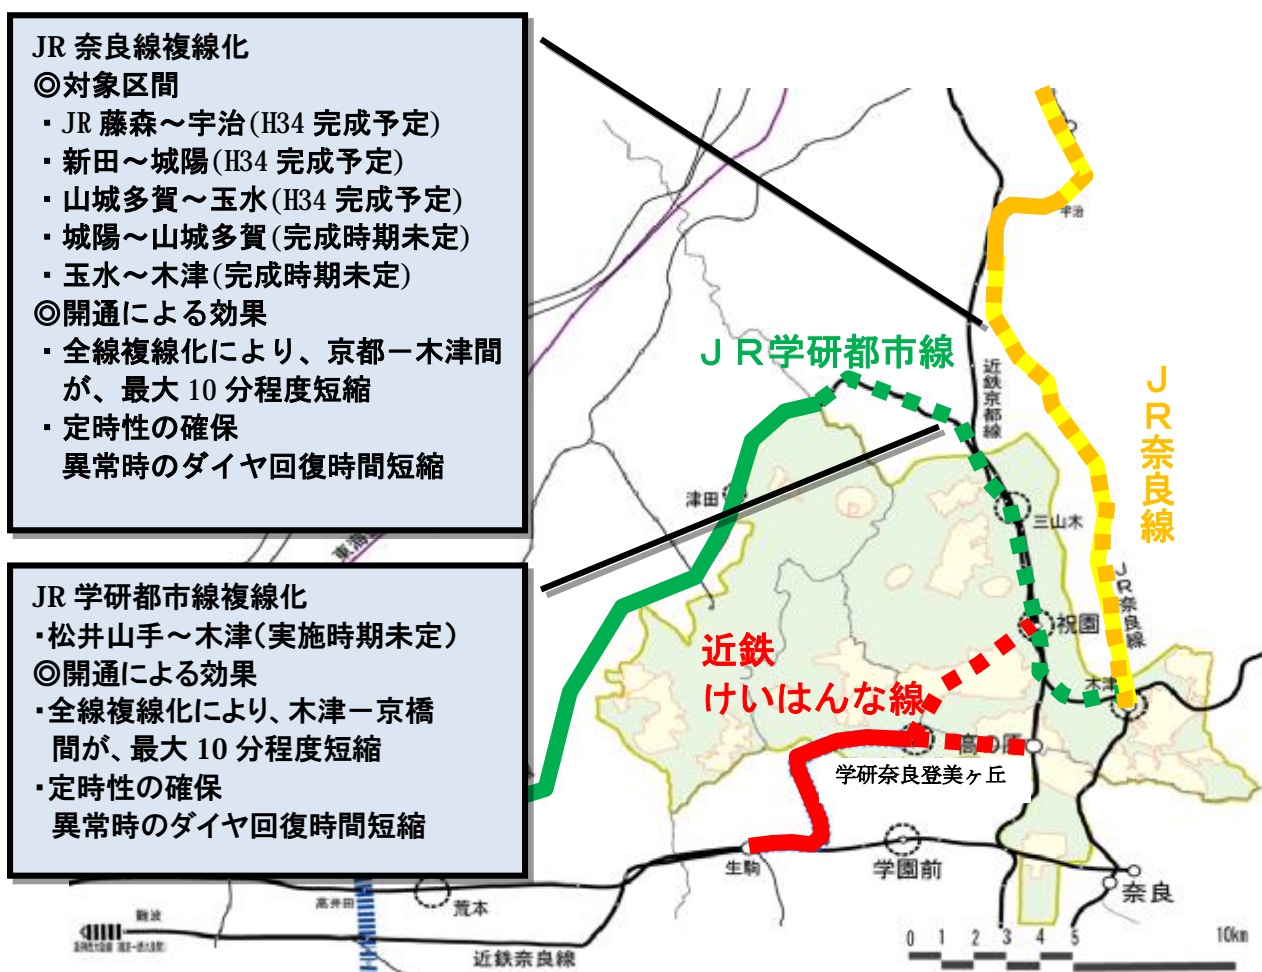 JR 奈良線複線化
◎対象区間
・JR 藤森～宇治(H34 完成予定)
・新田～城陽(H34 完成予定)
・山城多賀～玉水(H34 完成予定)
・城陽～山城多賀(完成時期未定)
・玉水～木津(完成時期未定)
◎開通による効果
・全線複線化により、京都－木津間
が、最大 10 分程度短縮
・定時性の確保
異常時のダイヤ回復時間短縮
JR 学研都市線複線化
・松井山手～木津(実施時期未定)
◎開通による効果
・全線複線化により、木津－京橋
間が、最大 10 分程度短縮
・定時性の確保
異常時のダイヤ回復時間短縮
宇治
ＪＲ学研都市線
近鉄京都線
ＪＲ奈良線
津田
三山木
東海
JR奈良線
祝園
近鉄
けいはんな線
木津
高の原
学研奈良登美ヶ丘
生駒
学園前
奈良
高井田
荒本
難波
近鉄奈良線
0 1 2 3 4 5 10km